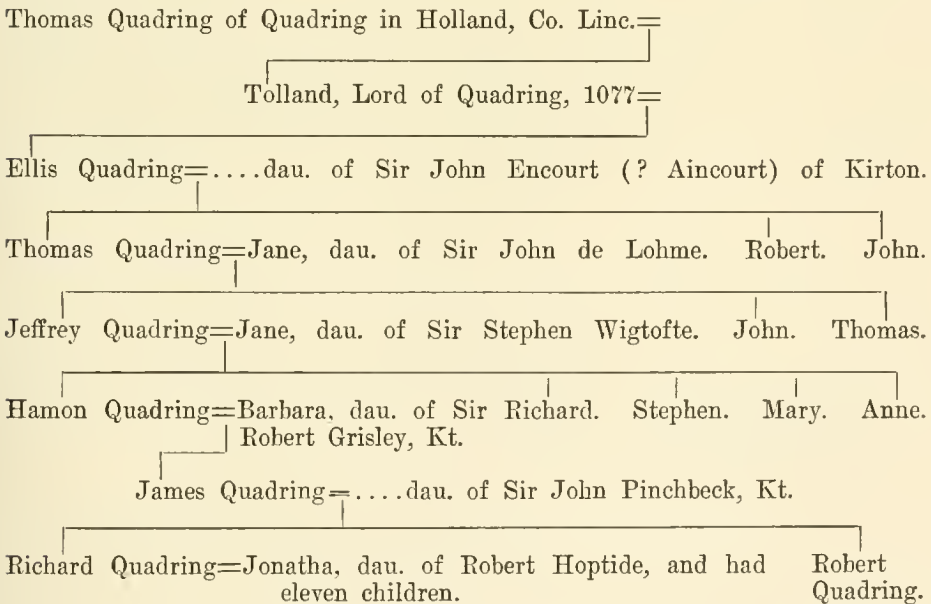 Thomas Quadring of Quadring in Holland, Co. Linc.=
Tolland, Lord of Quadring, 1077=
Ellis Quadring=....dau. of Sir John Encourt (? Aincourt) of Kirton.
Thomas Quadring=Jane, dau. of Sir John de Lohme. Robert. John.
Jeffrey Quadring=Jane, dau. of Sir Stephen Wigtofte. John. Thomas.
Hamon Quadring=Barbara, dau. of Sir Richard. Stephen. Mary. Anne.
Robert Grisley, Kt.
James Quadring=....dau. of Sir John Pinchbeck, Kt.
Richard Quadring=Jonatha, dau. of Robert Hoptide, and had Robert
eleven children. Quadring.